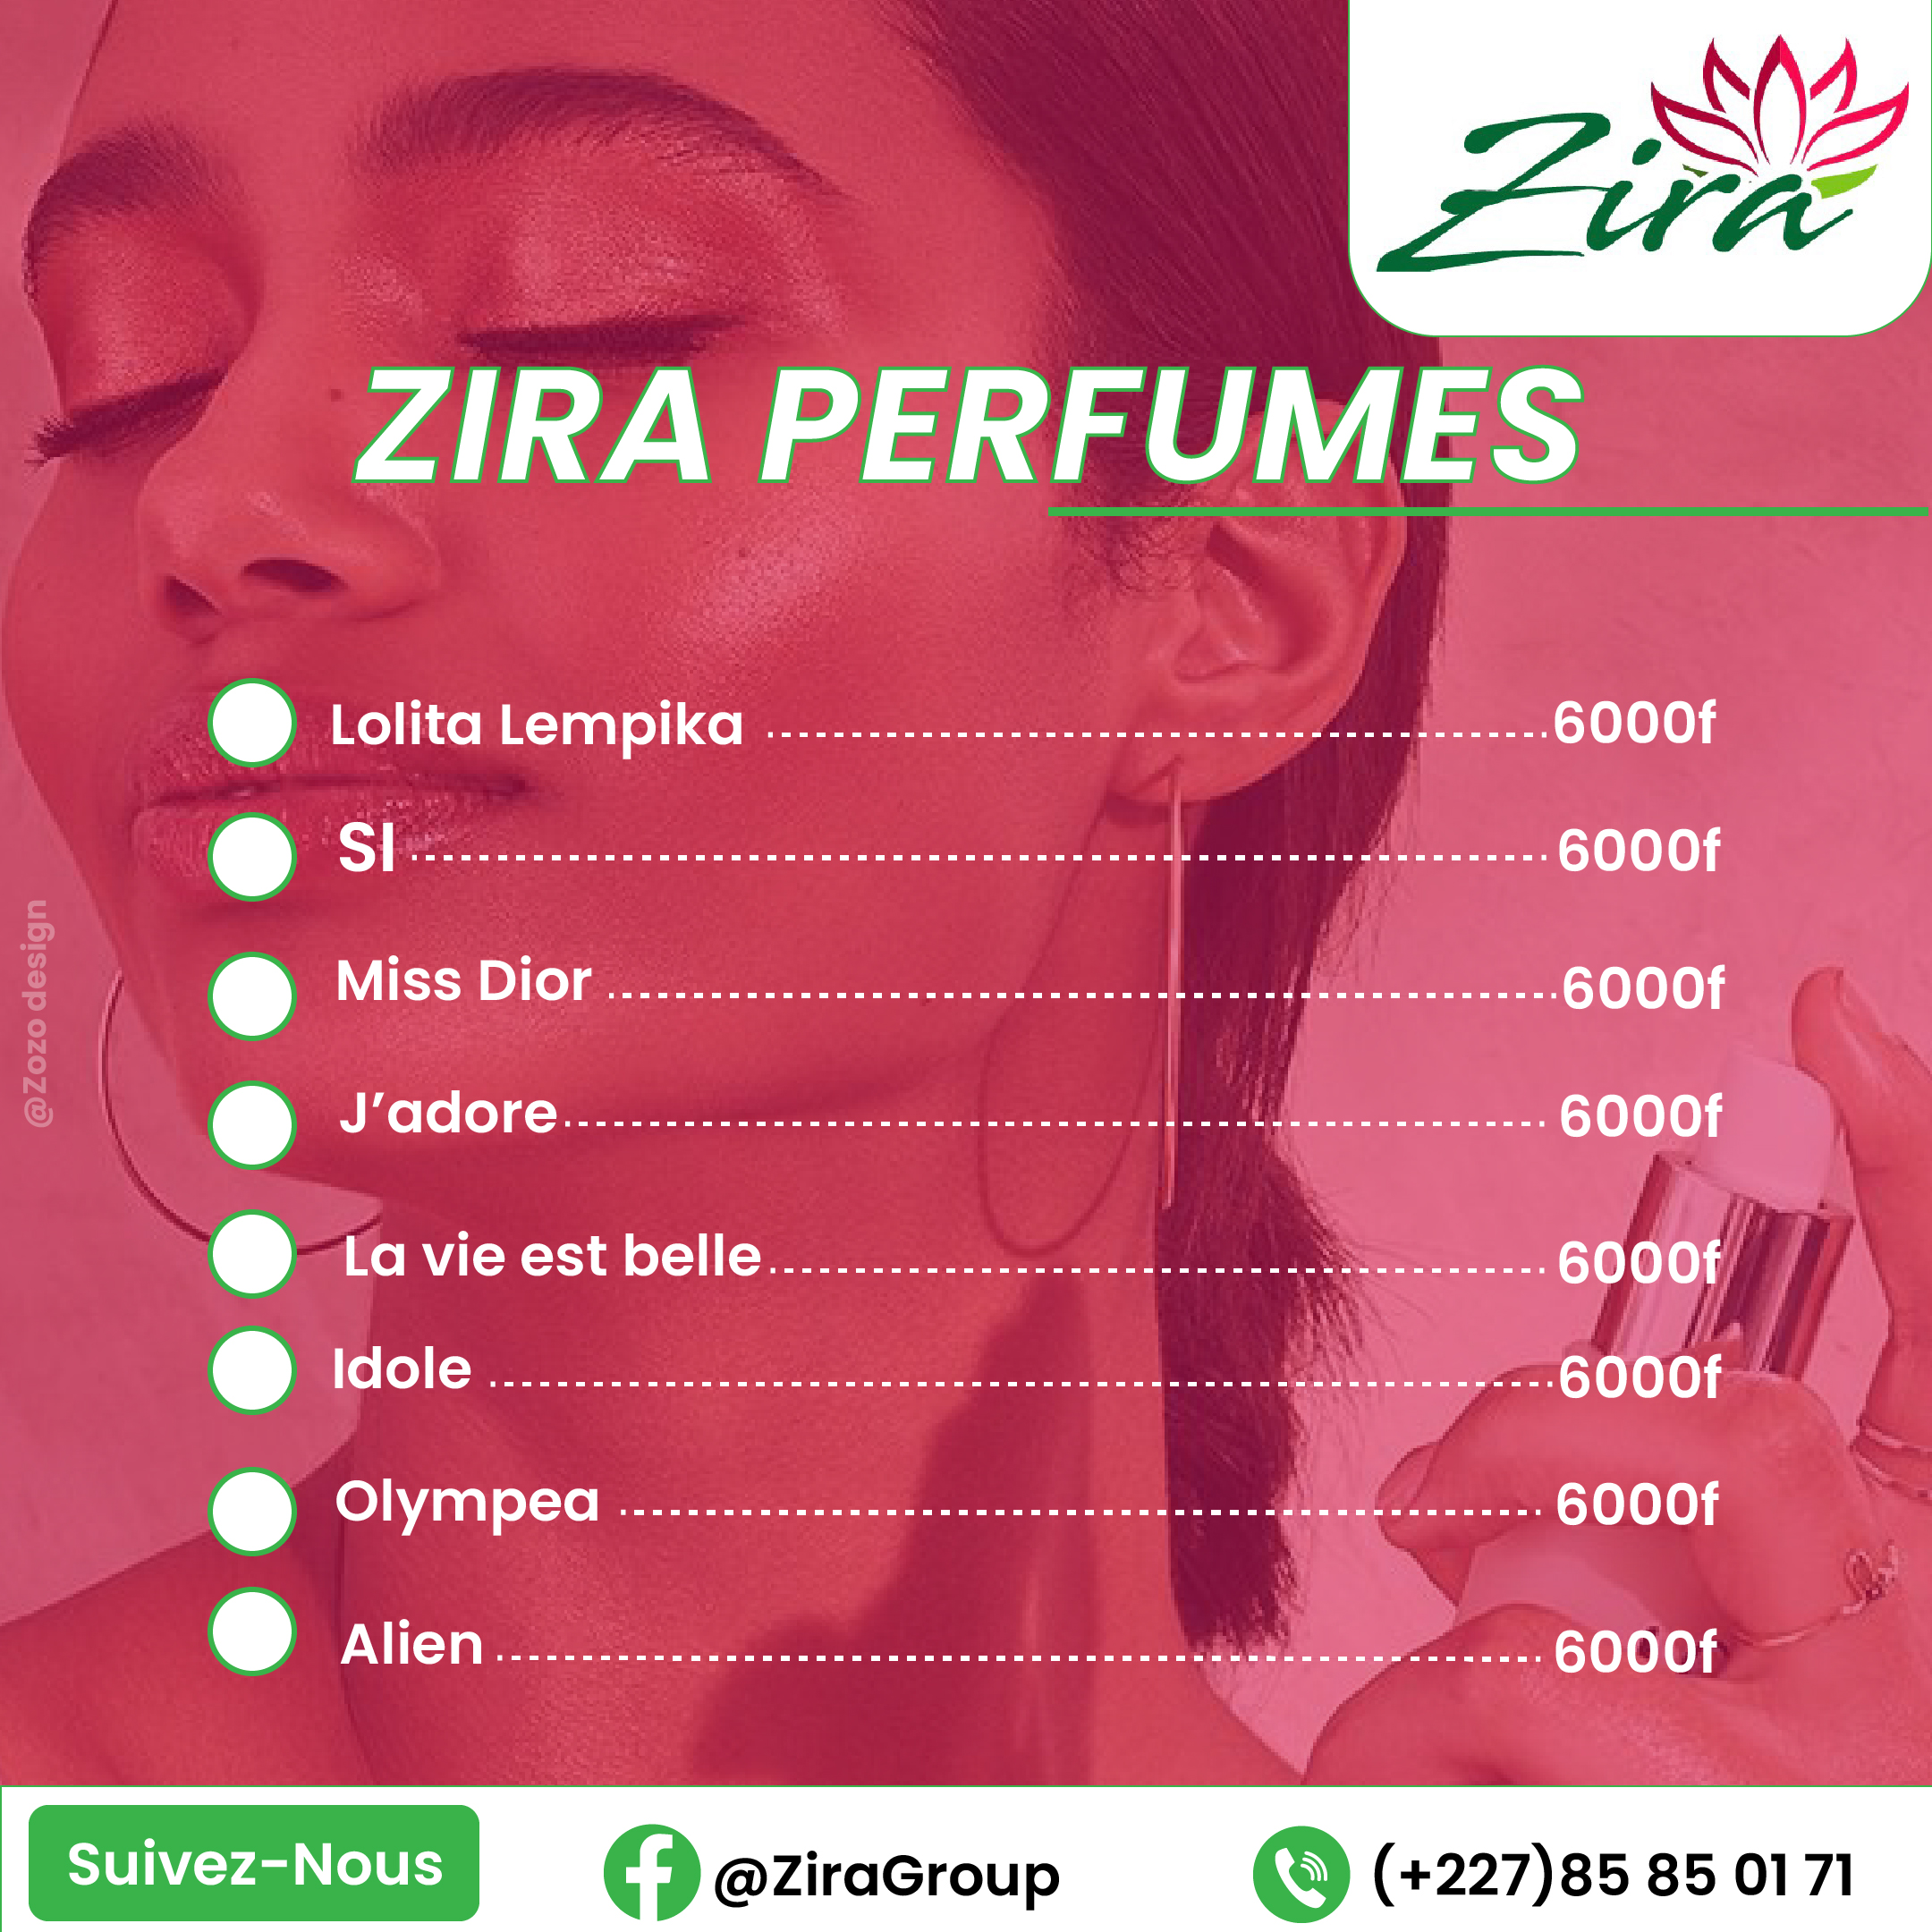 Zira
ZIRA PERFUMES
Lolita Lempika ........ 6000f
SI ........ 6000f
Miss Dior ........ 6000f
J’adore ........ 6000f
La vie est belle ........ 6000f
Idole ........ 6000f
Olympea ........ 6000f
Alien ........ 6000f
@Zozo design
Suivez-Nous
@ZiraGroup
(+227)85 85 01 71